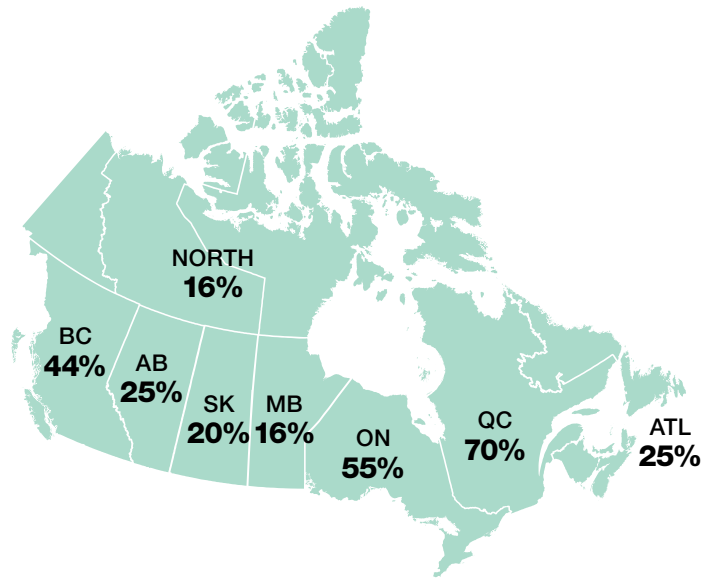 NORTH
16%
BC
44%
AB
25%
SK
20%
MB
16%
ON
55%
QC
70%
ATL
25%